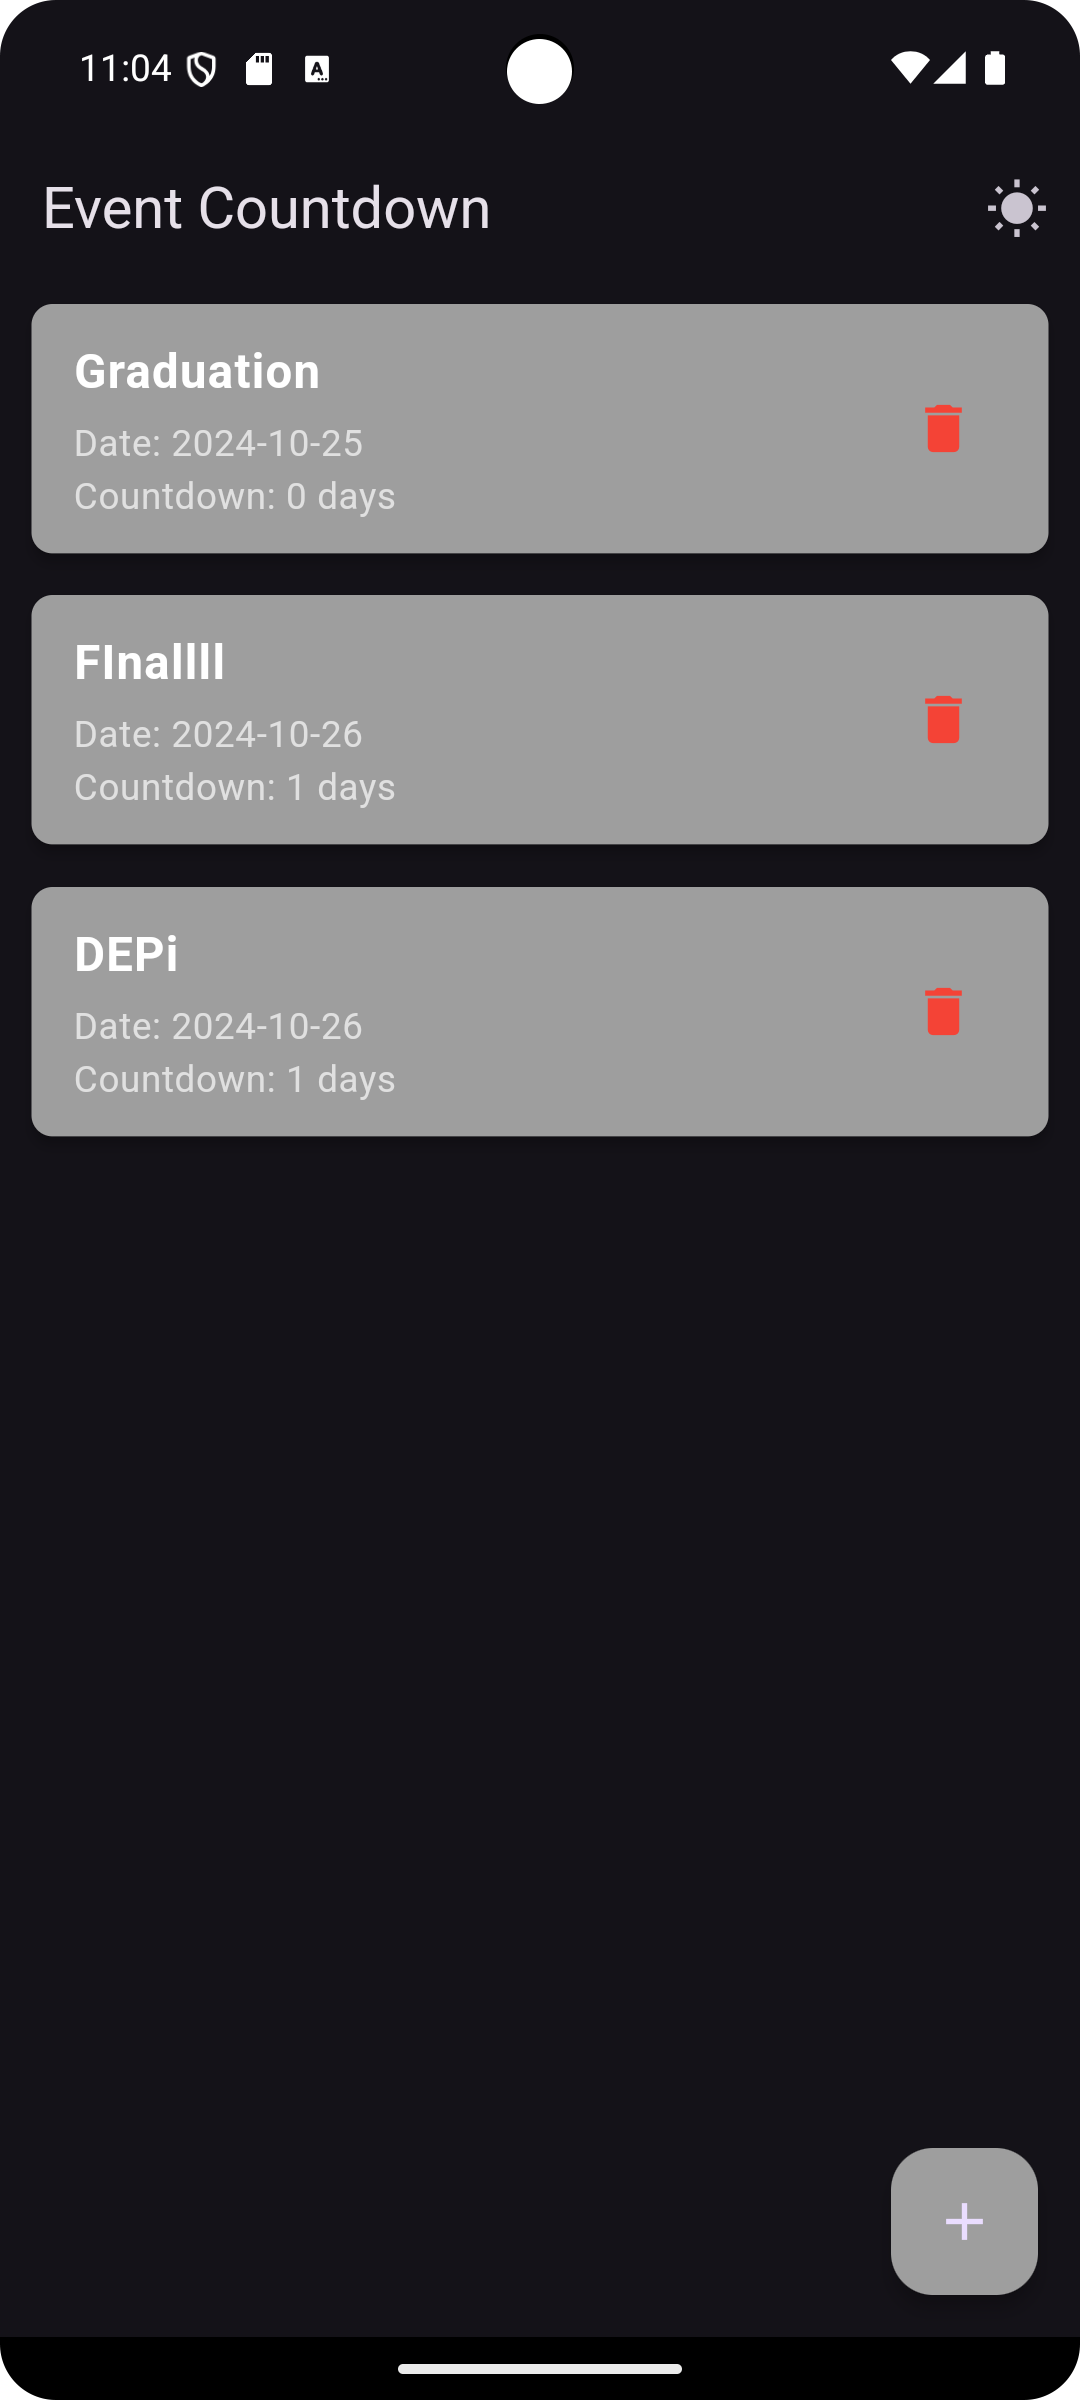 11:04
Event Countdown
Graduation
Date: 2024-10-25
Countdown: 0 days
FInallll
Date: 2024-10-26
Countdown: 1 days
DEPi
Date: 2024-10-26
Countdown: 1 days